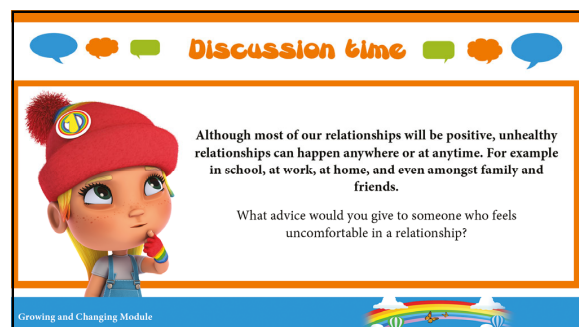 Discussion time
Although most of our relationships will be positive, unhealthy
relationships can happen anywhere or at anytime. For example
in school, at work, at home, and even amongst family and
friends.
What advice would you give to someone who feels
uncomfortable in a relationship?
Growing and Changing Module